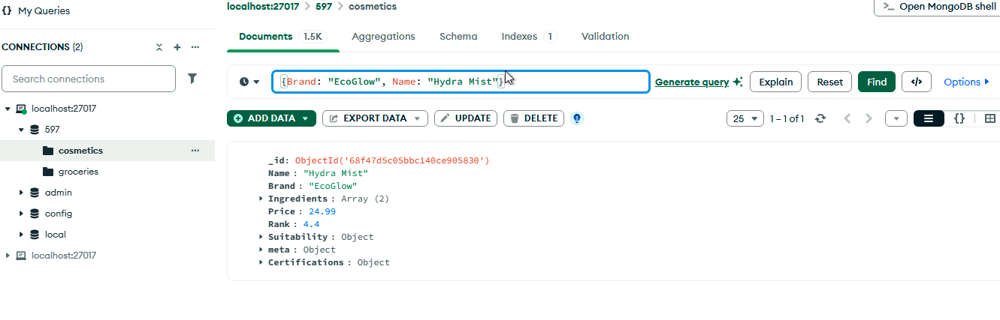 {} My Queries
CONNECTIONS (2)
Search connections
localhost:27017
597
cosmetics
groceries
admin
config
local
localhost:27017
localhost:27017 > 597 > cosmetics
>_ Open MongoDB shell
Documents 1.5K Aggregations Schema Indexes 1 Validation
{Brand: "EcoGlow", Name: "Hydra Mist"}
Generate query Explain Reset Find </> Options
ADD DATA EXPORT DATA UPDATE DELETE 25 1–1 of 1 {}
_id: ObjectId('68f47d5c05bbc140ce905830')
Name : "Hydra Mist"
Brand : "EcoGlow"
Ingredients : Array (2)
Price : 24.99
Rank : 4.4
Suitability : Object
meta : Object
Certifications : Object